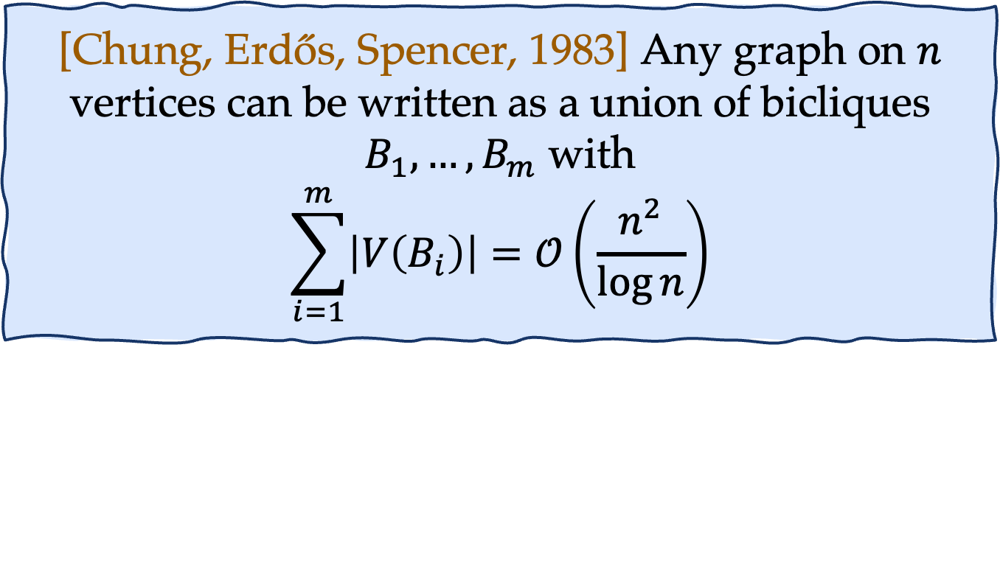 [Chung, Erdős, Spencer, 1983] Any graph on n
vertices can be written as a union of bicliques
B₁, … , Bₘ with
∑ᵢ₌₁ᵐ |V(Bᵢ)| = 𝒪(n² / log n)